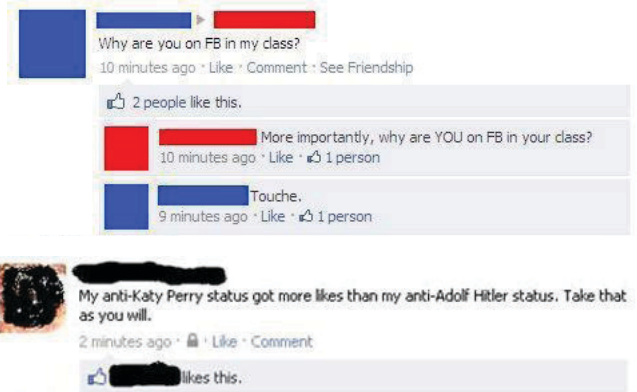 Why are you on FB in my class?
10 minutes ago · Like · Comment · See Friendship
2 people like this.
More importantly, why are YOU on FB in your class?
10 minutes ago · Like · 1 person
Touche.
9 minutes ago · Like · 1 person
My anti-Katy Perry status got more likes than my anti-Adolf Hitler status. Take that
as you will.
2 minutes ago · Like · Comment
likes this.